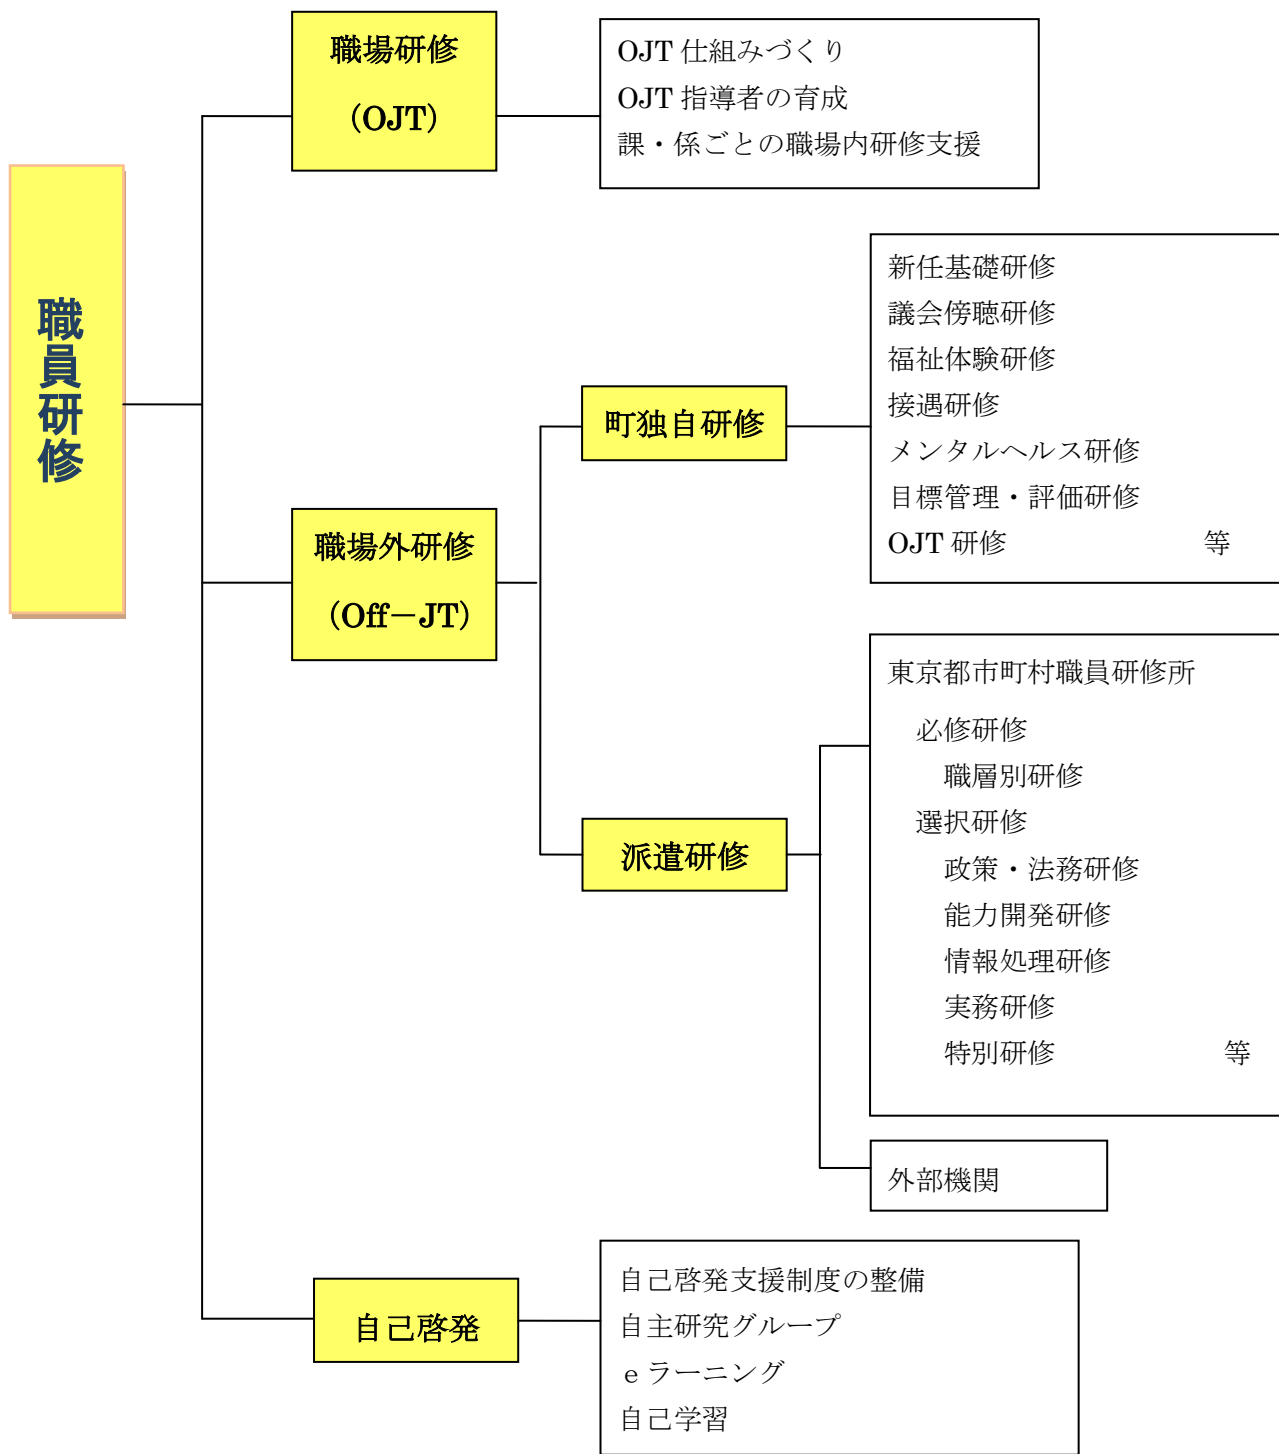 職員研修
職場研修
(OJT)
OJT 仕組みづくり
OJT 指導者の育成
課・係ごとの職場内研修支援
職場外研修
(Off－JT)
町独自研修
新任基礎研修
議会傍聴研修
福祉体験研修
接遇研修
メンタルヘルス研修
目標管理・評価研修
OJT 研修 等
派遣研修
東京都市町村職員研修所
必修研修
職層別研修
選択研修
政策・法務研修
能力開発研修
情報処理研修
実務研修
特別研修 等
外部機関
自己啓発
自己啓発支援制度の整備
自主研究グループ
ｅラーニング
自己学習